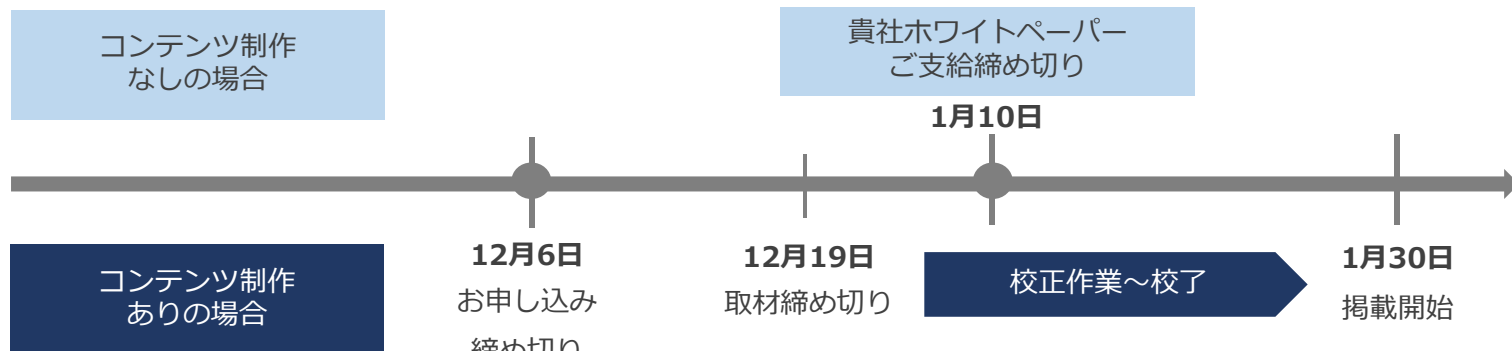 コンテンツ制作
なしの場合
貴社ホワイトペーパー
ご支給締め切り
1月10日
コンテンツ制作
ありの場合
12月6日
お申し込み
締め切り
12月19日
取材締め切り
校正作業～校了
1月30日
掲載開始